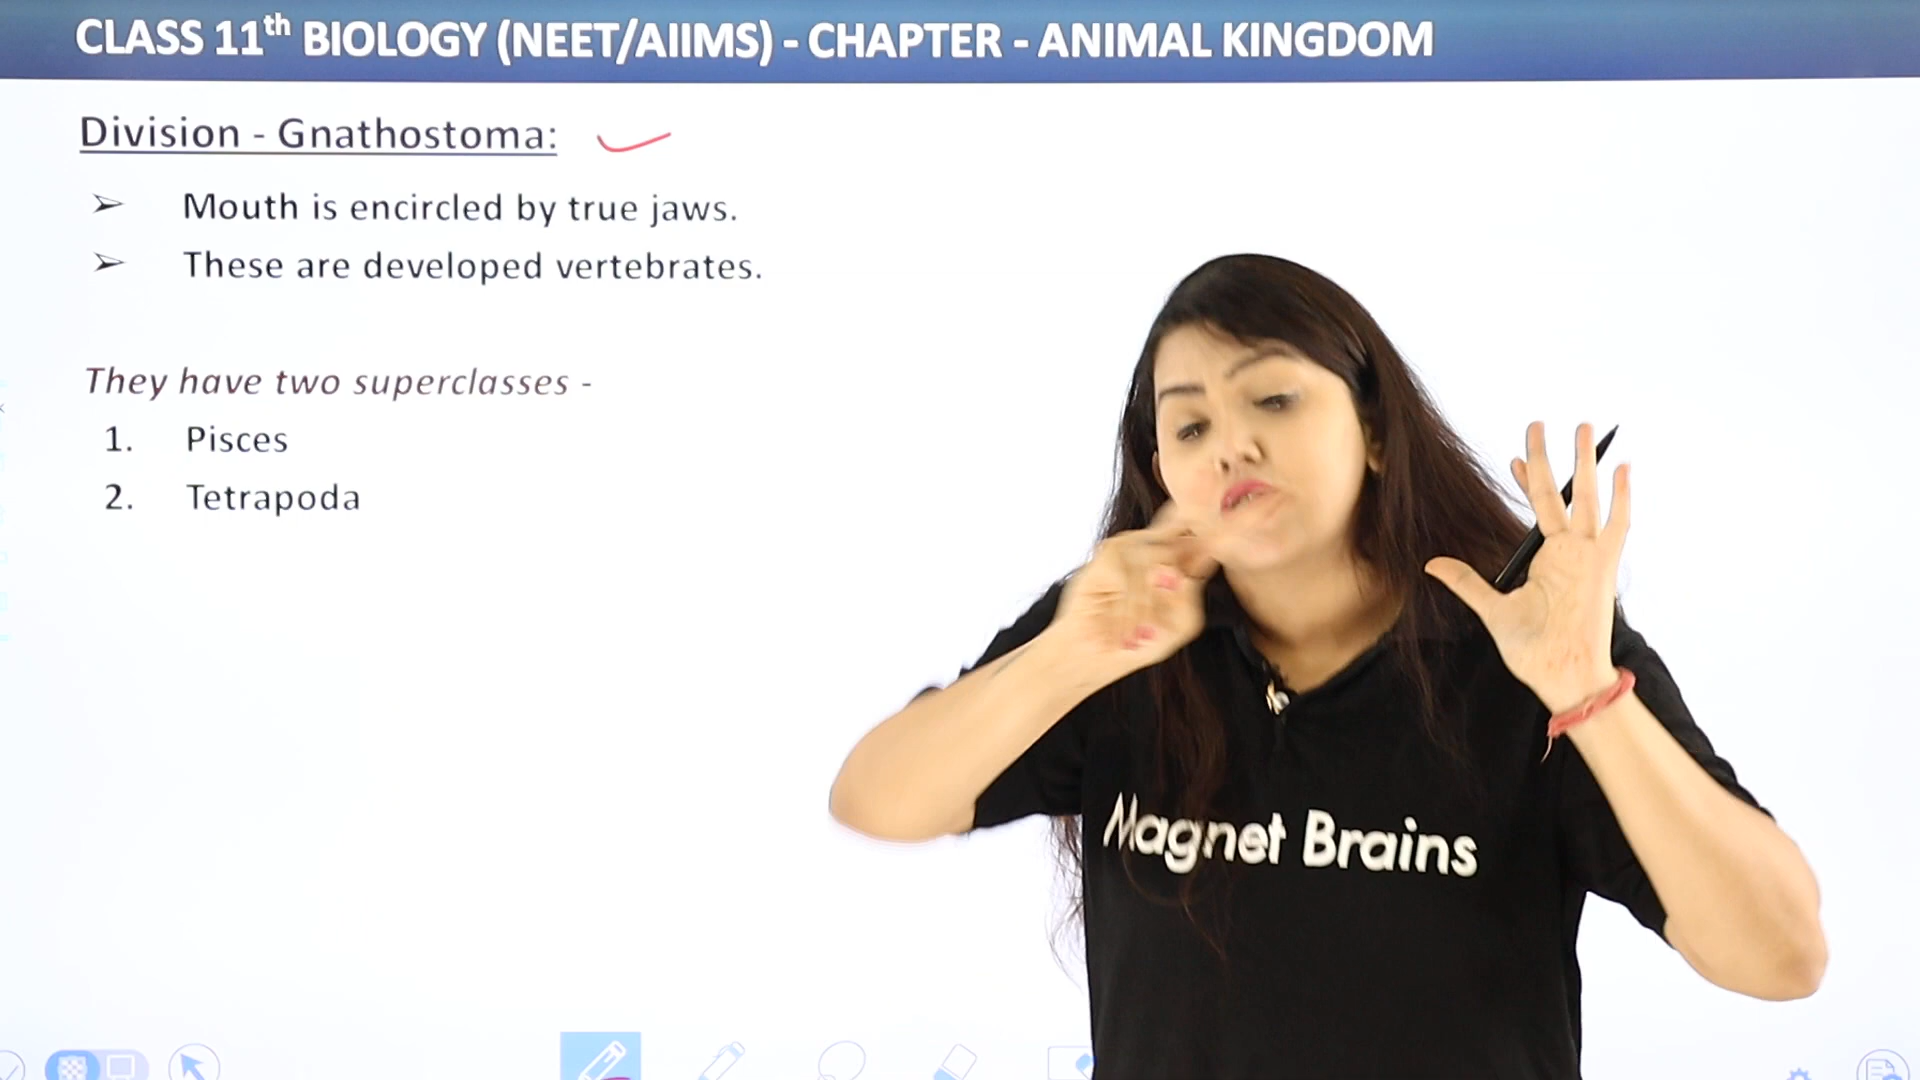 CLASS 11th BIOLOGY (NEET/AIIMS) - CHAPTER - ANIMAL KINGDOM
Division - Gnathostoma:
➢ Mouth is encircled by true jaws.
➢ These are developed vertebrates.
They have two superclasses -
1. Pisces
2. Tetrapoda
Magnet Brains